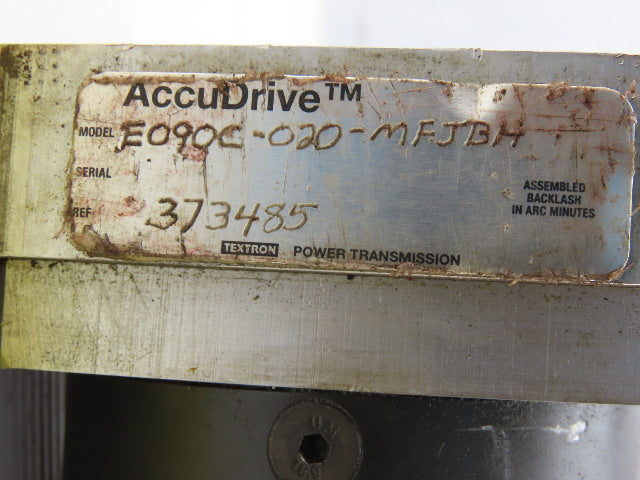 AccuDrive™
MODEL E090C-020-MFJBH
SERIAL
ASSEMBLED
BACKLASH
IN ARC MINUTES
REF 373485
TEXTRON POWER TRANSMISSION